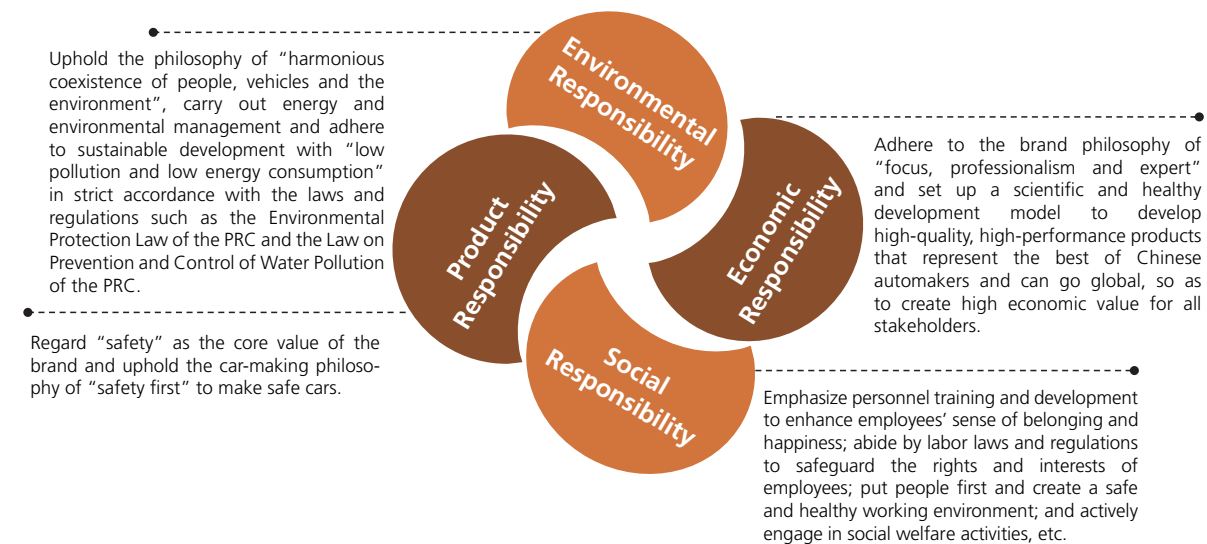 Environmental
Responsibility
Uphold the philosophy of “harmonious
coexistence of people, vehicles and the
environment”, carry out energy and
environmental management and adhere
to sustainable development with “low
pollution and low energy consumption”
in strict accordance with the laws and
regulations such as the Environmental
Protection Law of the PRC and the Law on
Prevention and Control of Water Pollution
of the PRC.
Economic
Responsibility
Adhere to the brand philosophy of
“focus, professionalism and expert”
and set up a scientific and healthy
development model to develop
high-quality, high-performance products
that represent the best of Chinese
automakers and can go global, so as
to create high economic value for all
stakeholders.
Product
Responsibility
Regard “safety” as the core value of the
brand and uphold the car-making philoso-
phy of “safety first” to make safe cars.
Social
Responsibility
Emphasize personnel training and development
to enhance employees’ sense of belonging and
happiness; abide by labor laws and regulations
to safeguard the rights and interests of
employees; put people first and create a safe
and healthy working environment; and actively
engage in social welfare activities, etc.